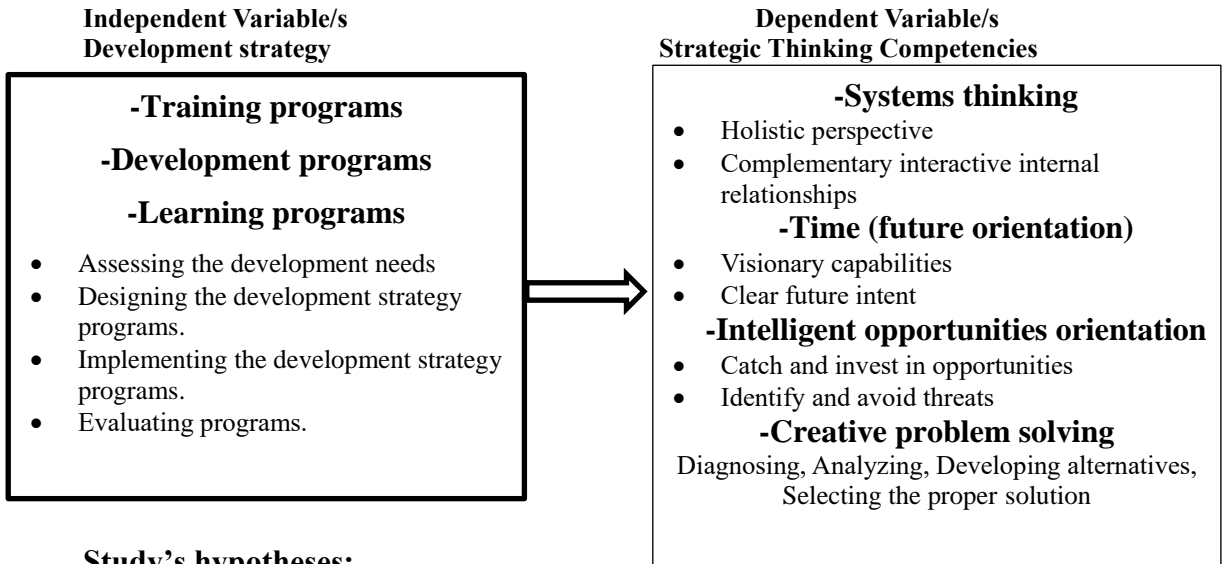 Independent Variable/s
Development strategy
-Training programs
-Development programs
-Learning programs
• Assessing the development needs
• Designing the development strategy
programs.
• Implementing the development strategy
programs.
• Evaluating programs.
Dependent Variable/s
Strategic Thinking Competencies
-Systems thinking
• Holistic perspective
• Complementary interactive internal
relationships
-Time (future orientation)
• Visionary capabilities
• Clear future intent
-Intelligent opportunities orientation
• Catch and invest in opportunities
• Identify and avoid threats
-Creative problem solving
Diagnosing, Analyzing, Developing alternatives,
Selecting the proper solution
Study's hypotheses: